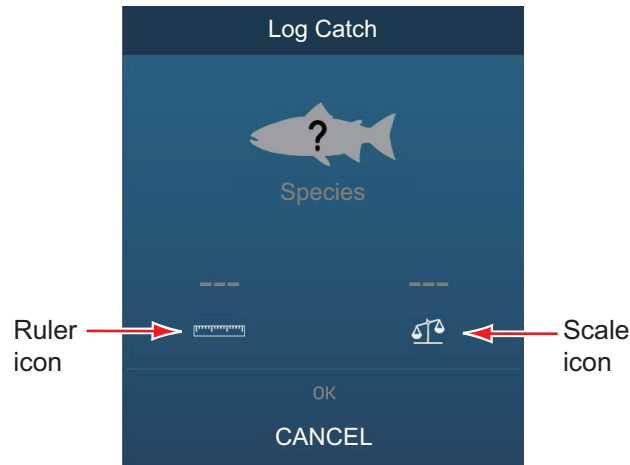 Log Catch
?
Species
--- ---
Ruler
icon
Scale
icon
OK
CANCEL